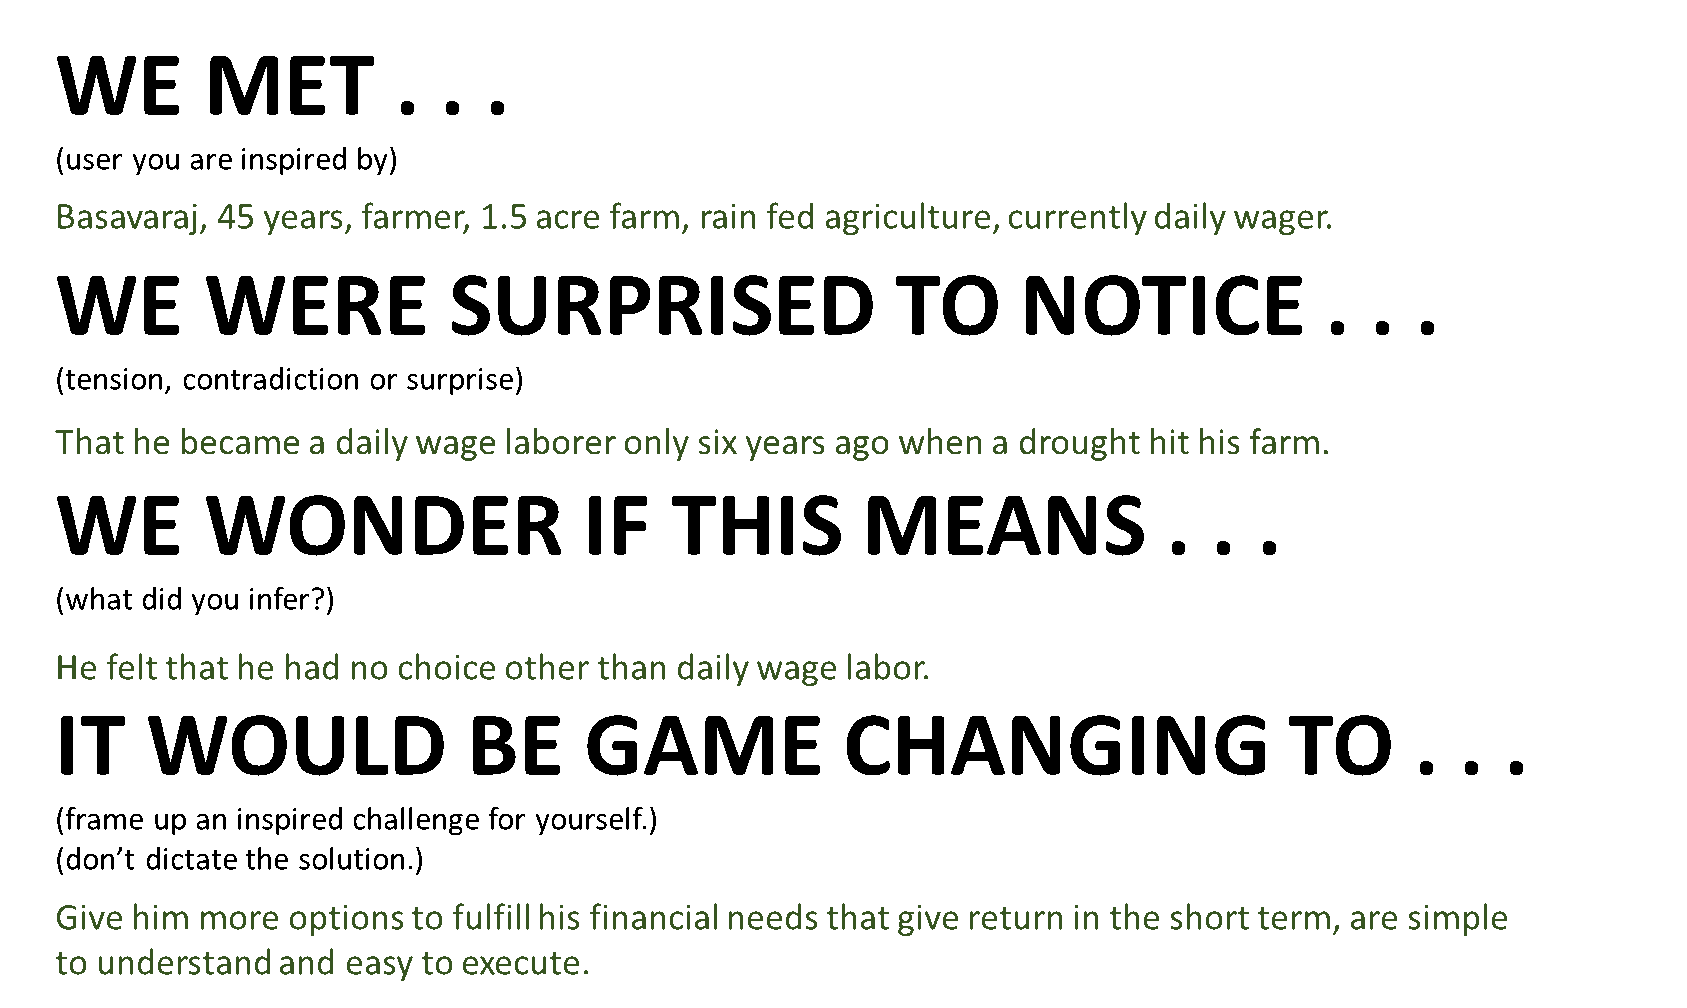 WE MET . . .
(user you are inspired by)
Basavaraj, 45 years, farmer, 1.5 acre farm, rain fed agriculture, currently daily wager.
WE WERE SURPRISED TO NOTICE . . .
(tension, contradiction or surprise)
That he became a daily wage laborer only six years ago when a drought hit his farm.
WE WONDER IF THIS MEANS . . .
(what did you infer?)
He felt that he had no choice other than daily wage labor.
IT WOULD BE GAME CHANGING TO . . .
(frame up an inspired challenge for yourself.)
(don’t dictate the solution.)
Give him more options to fulfill his financial needs that give return in the short term, are simple
to understand and easy to execute.